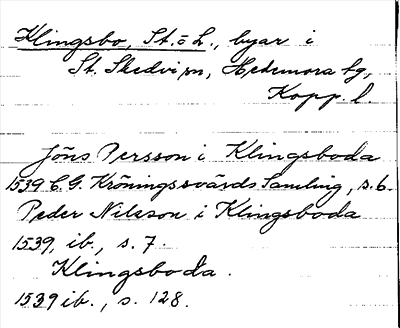 Klingsbo, St. o L., byar i
St. Skedvi sn, Hedemora tg,
Kopp. l.
Jöns Persson i Klingsboda
1539 C. G. Kröningssvärds Samling, s. 6.
Peder Nilsson i Klingsboda
1539, ib., s. 7.
Klingsboda.
1539 ib., s. 128.